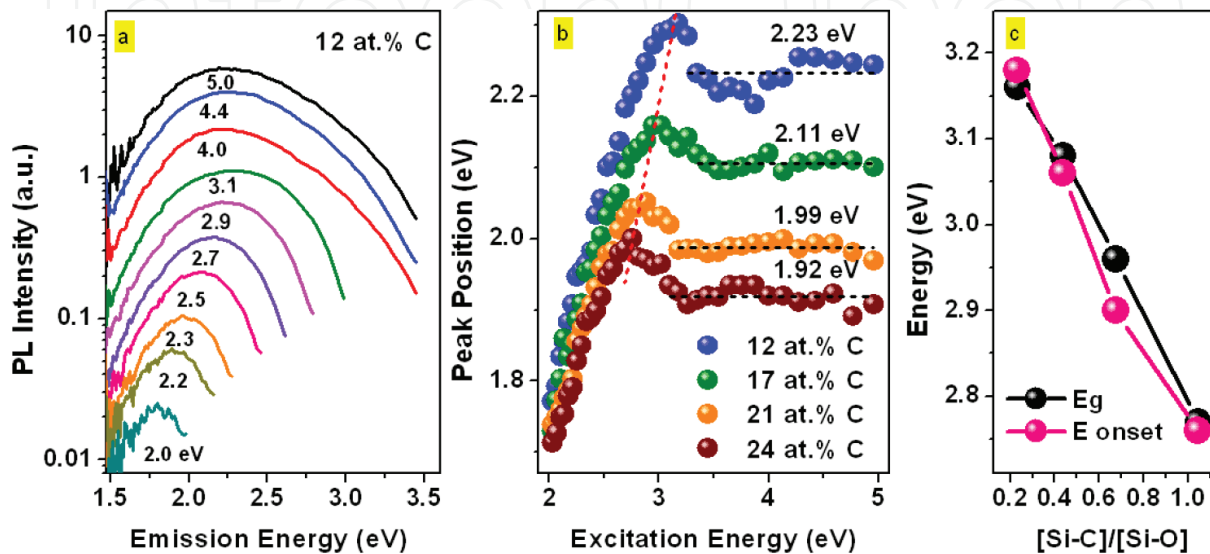 a
12 at.% C
10
1
0.1
0.01
PL Intensity (a.u.)
5.0
4.4
4.0
3.1
2.9
2.7
2.5
2.3
2.2
2.0 eV
1.5 2.0 2.5 3.0 3.5
Emission Energy (eV)
b
2.23 eV
2.11 eV
1.99 eV
1.92 eV
2.2
2.0
1.8
Peak Position (eV)
12 at.% C
17 at.% C
21 at.% C
24 at.% C
2 3 4 5
Excitation Energy (eV)
c
3.2
3.1
3.0
2.9
2.8
Energy (eV)
Eg
E onset
0.2 0.4 0.6 0.8 1.0
[Si-C]/[Si-O]